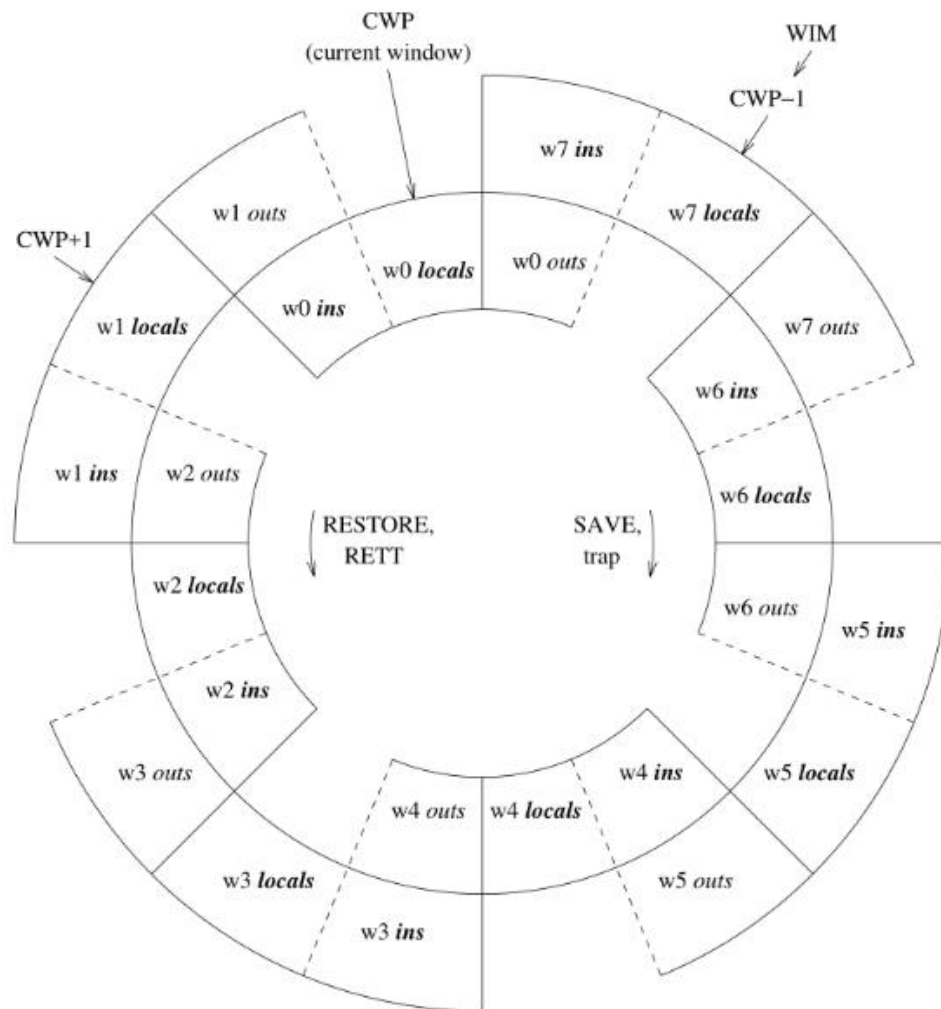 CWP
(current window)
WIM
CWP−1
w7 ins
w1 outs
w7 locals
CWP+1
w0 locals
w0 outs
w0 ins
w1 locals
w7 outs
w6 ins
w1 ins
w2 outs
w6 locals
RESTORE,
RETT
SAVE,
trap
w2 locals
w6 outs
w5 ins
w2 ins
w3 outs
w4 ins
w5 locals
w4 outs
w4 locals
w3 locals
w5 outs
w3 ins